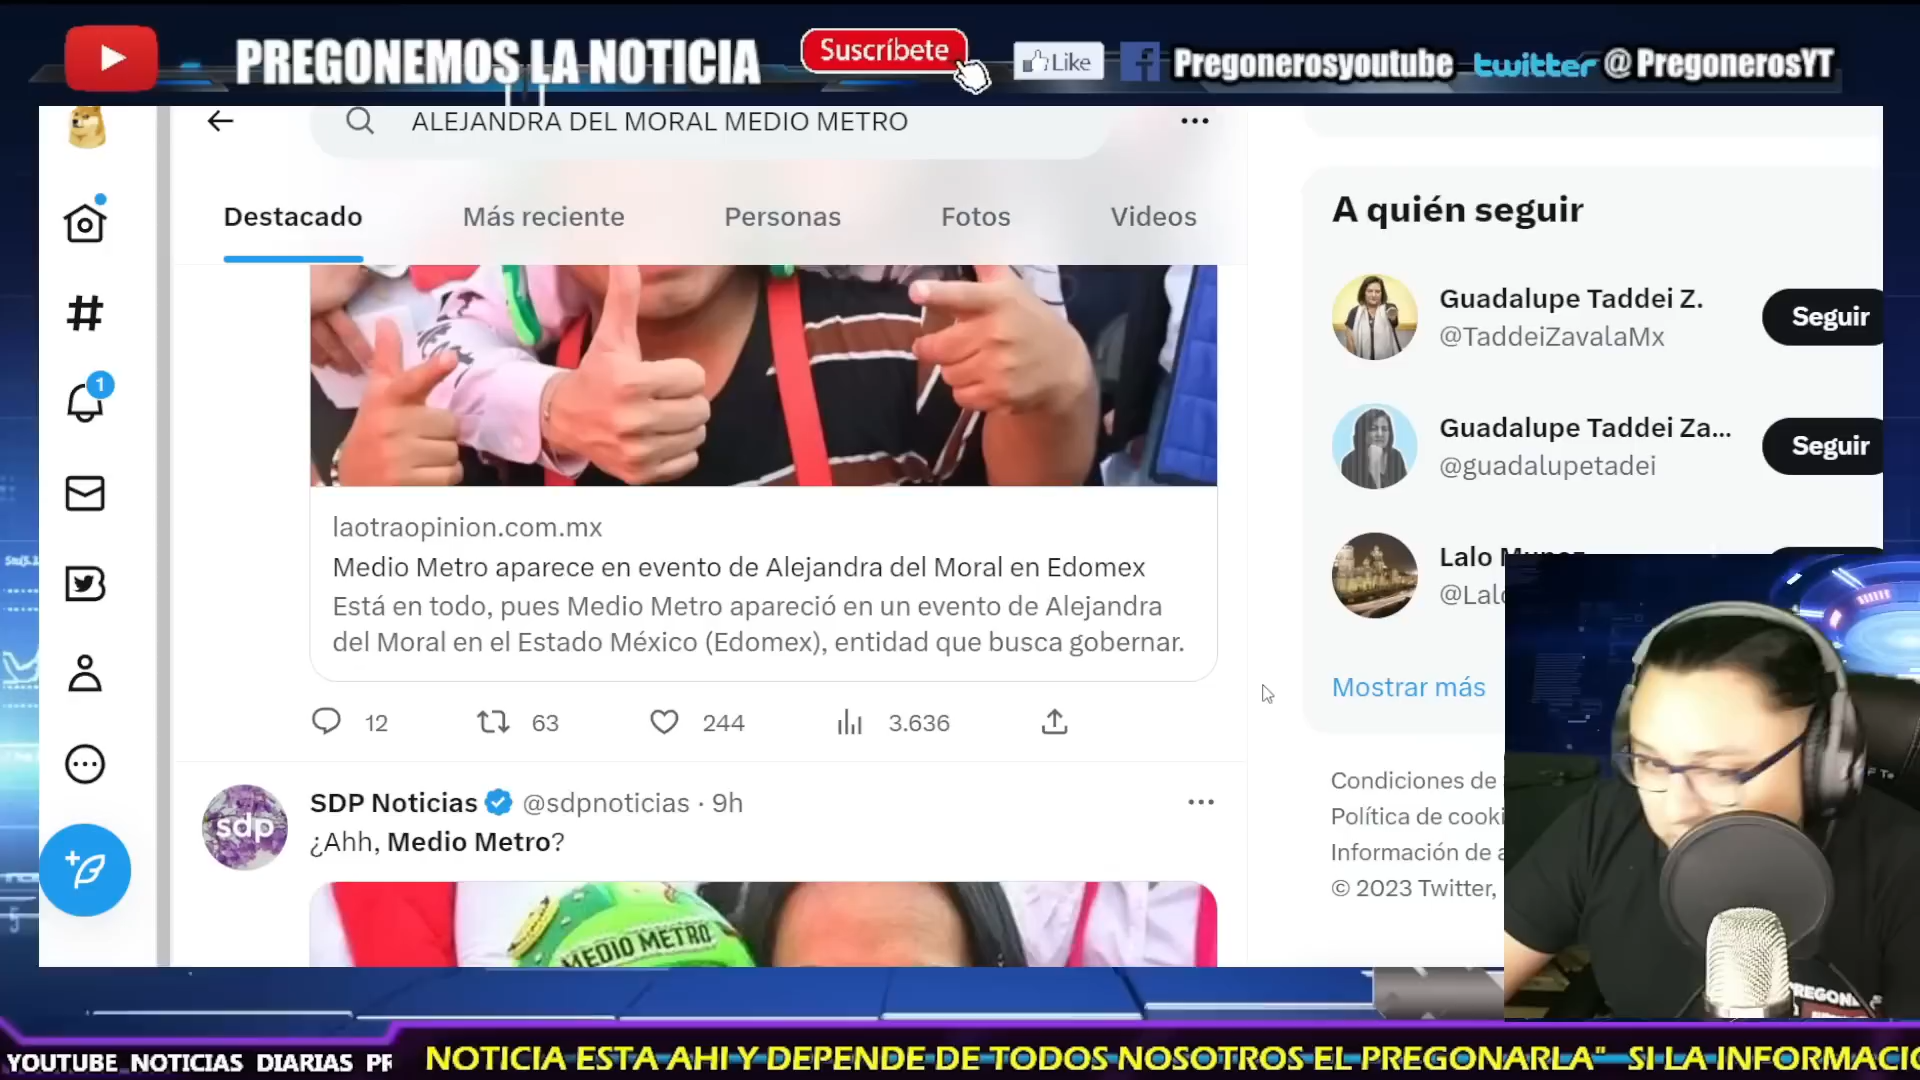 PREGONEMOS LA NOTICIA
Suscríbete
Like
Pregonerosyoutube
twitter @PregonerosYT
ALEJANDRA DEL MORAL MEDIO METRO
Destacado
Más reciente
Personas
Fotos
Videos
laotraopinion.com.mx
Medio Metro aparece en evento de Alejandra del Moral en Edomex
Está en todo, pues Medio Metro apareció en un evento de Alejandra
del Moral en el Estado México (Edomex), entidad que busca gobernar.
12
63
244
3.636
SDP Noticias @sdpnoticias · 9h
sdp
¿Ahh, Medio Metro?
MEDIO METRO
1
A quién seguir
Guadalupe Taddei Z.
@TaddeiZavalaMx
Seguir
Guadalupe Taddei Za...
@guadalupetadei
Seguir
Lalo
Mostrar más
Condiciones de
Política de cooki
Información de a
© 2023 Twitter,
YOUTUBE NOTICIAS DIARIAS PR
NOTICIA ESTA AHI Y DEPENDE DE TODOS NOSOTROS EL PREGONARLA" SI LA INFORMACIO